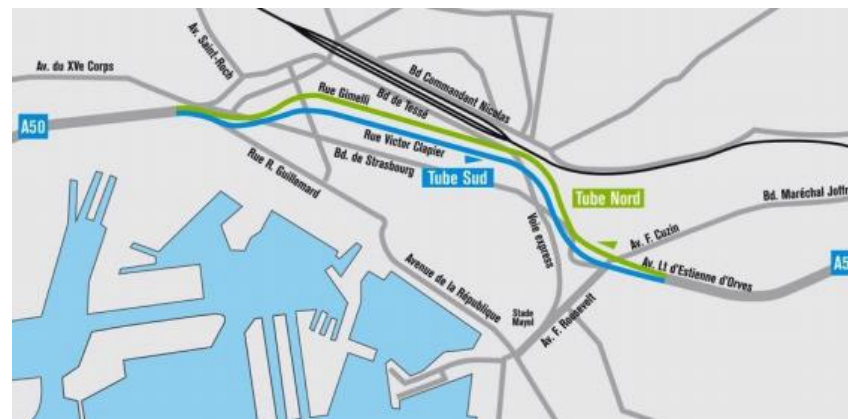 Av. Saint-Roch
Av. du XVe Corps
Bd Commandant Nicolas
Rue Gimelli
Bd de Tessé
A50
Rue Victor Clapier
Bd. de Strasbourg
Tube Sud
Rue R. Guillemard
Tube Nord
Bd. Maréchal Joffr
Av. F. Cuzin
Voie express
Av. Lt d'Estienne d'Orves
A5
Avenue de la République
Stade
Mayol
Av. F. Roosevelt